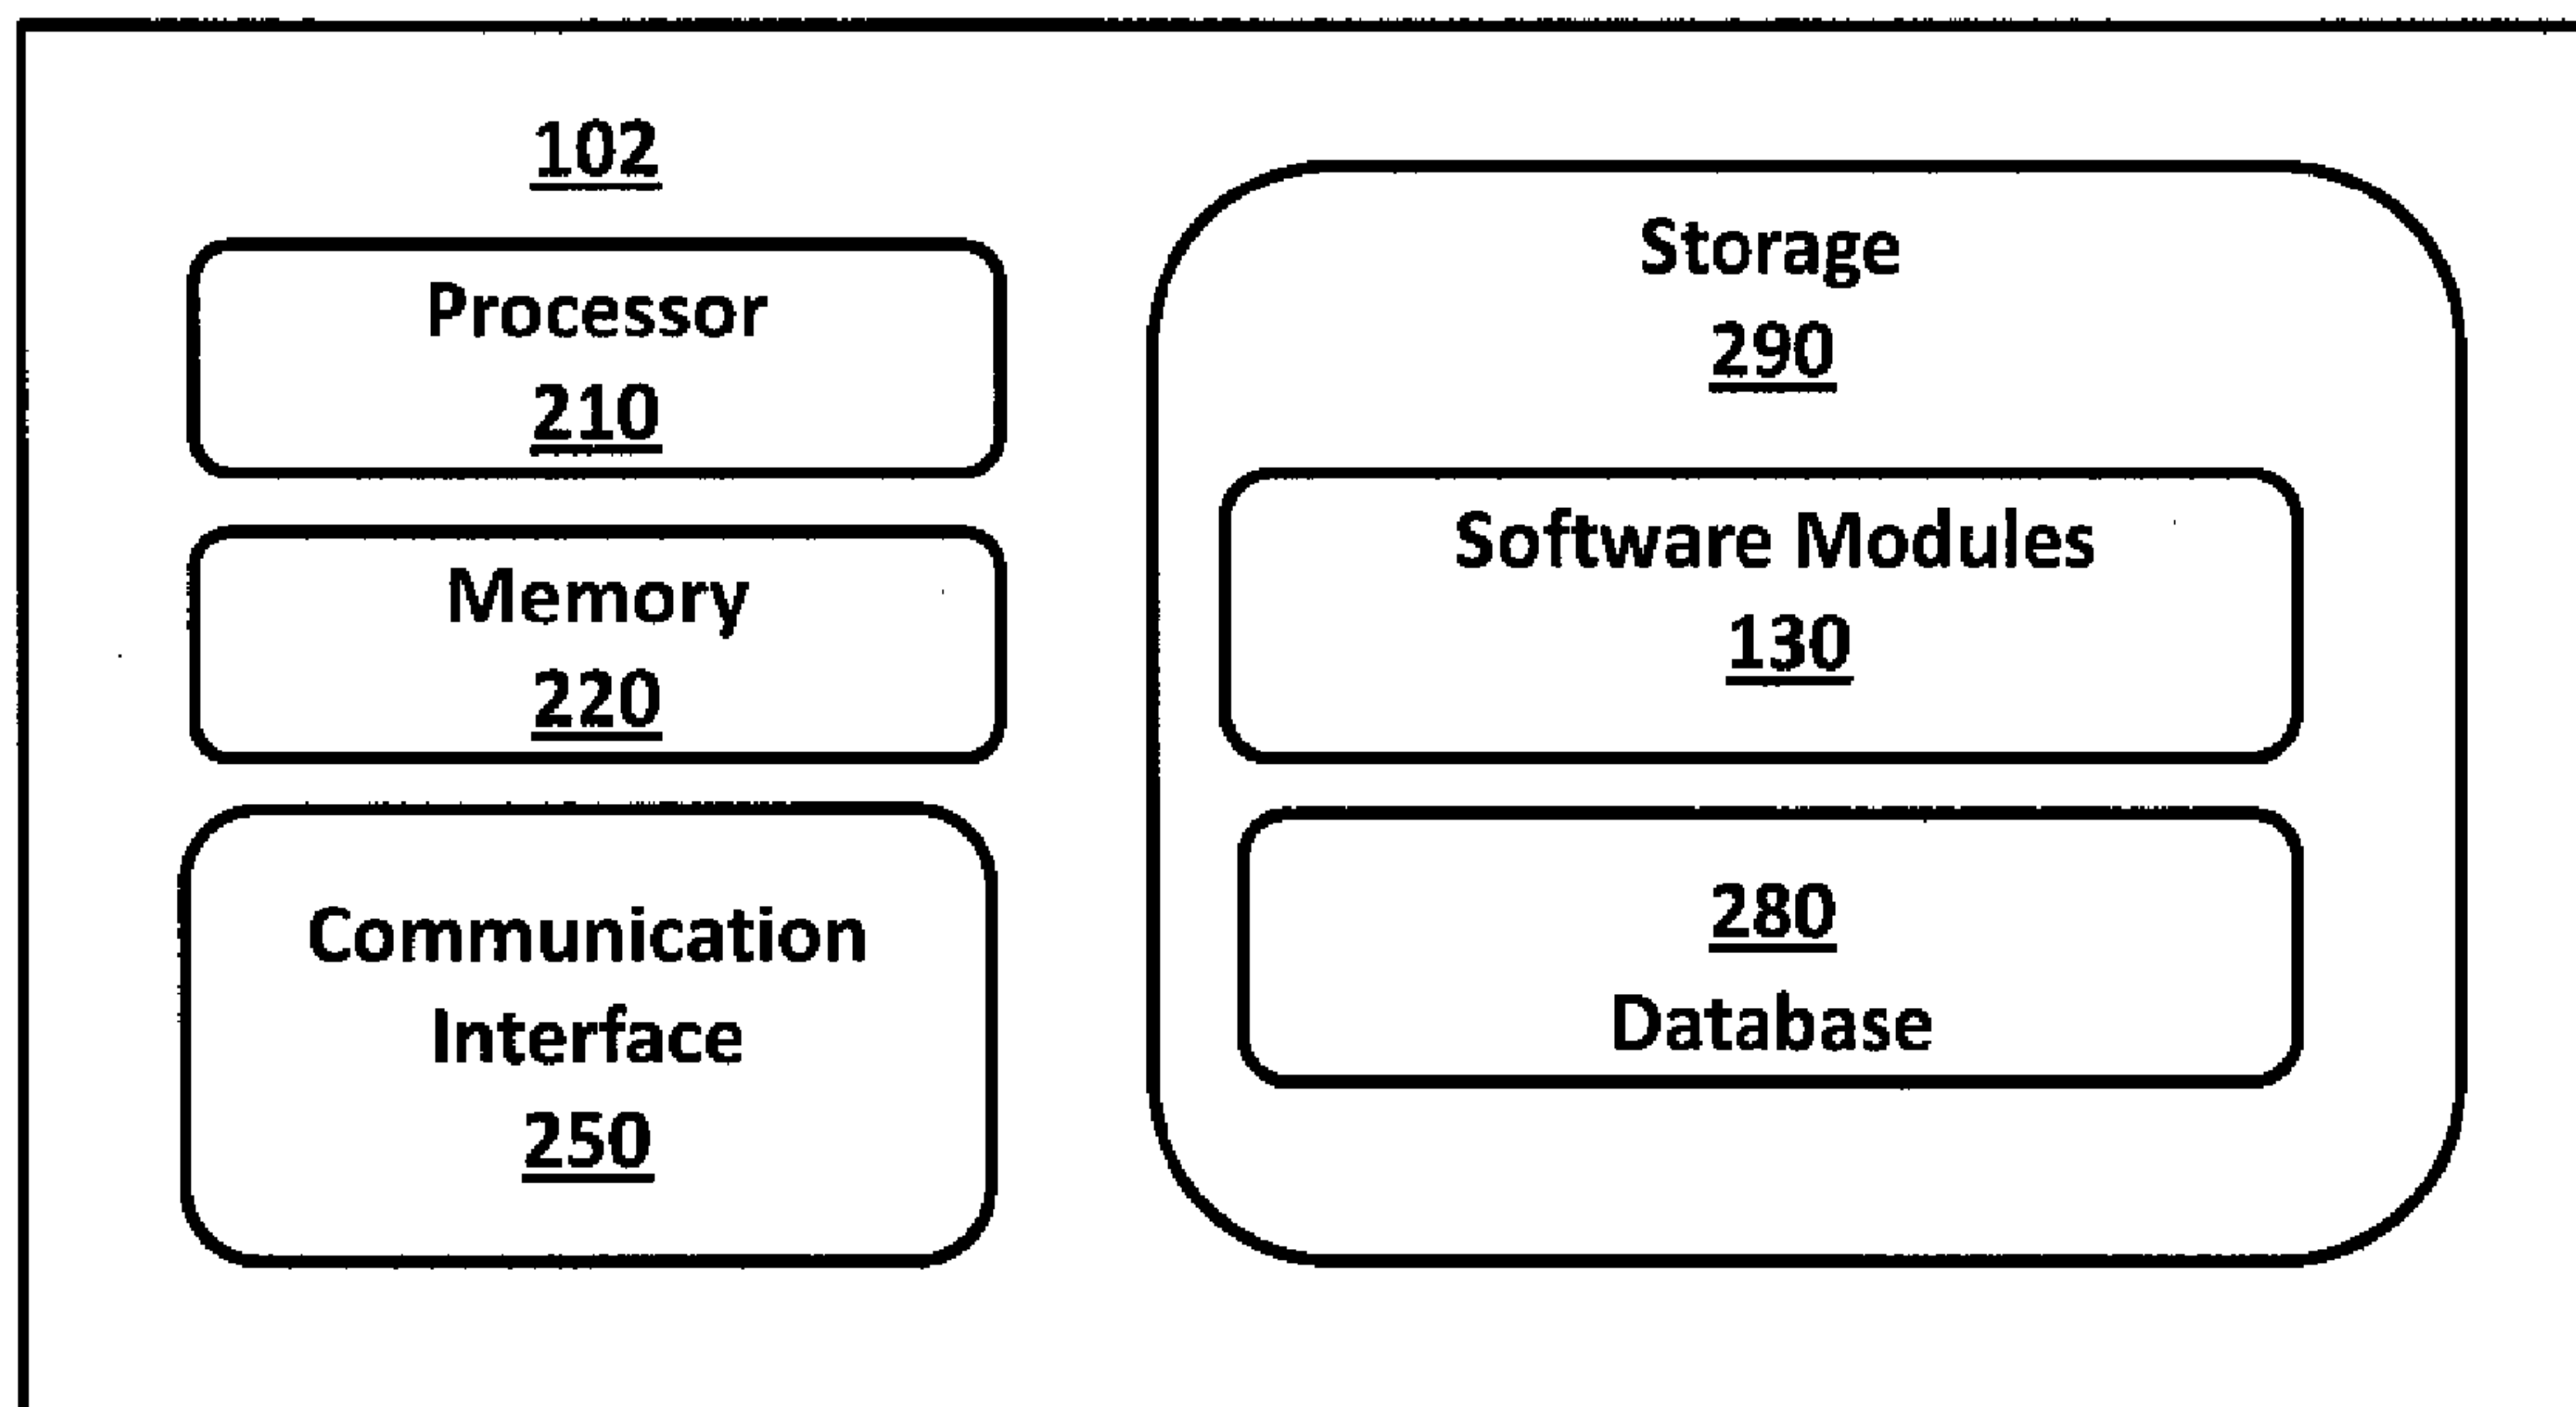 102
Processor
210
Memory
220
Communication
Interface
250
Storage
290
Software Modules
130
280
Database